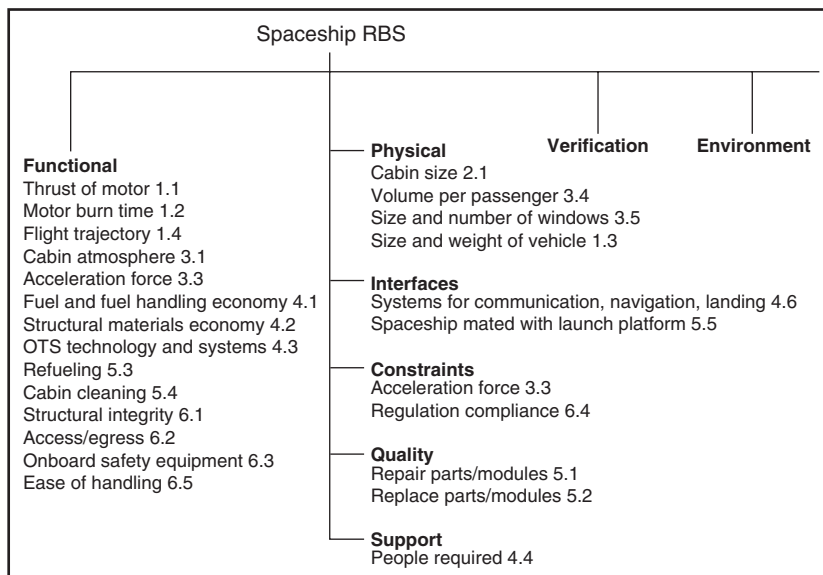 Spaceship RBS
Functional
Thrust of motor 1.1
Motor burn time 1.2
Flight trajectory 1.4
Cabin atmosphere 3.1
Acceleration force 3.3
Fuel and fuel handling economy 4.1
Structural materials economy 4.2
OTS technology and systems 4.3
Refueling 5.3
Cabin cleaning 5.4
Structural integrity 6.1
Access/egress 6.2
Onboard safety equipment 6.3
Ease of handling 6.5
Physical
Cabin size 2.1
Volume per passenger 3.4
Size and number of windows 3.5
Size and weight of vehicle 1.3
Interfaces
Systems for communication, navigation, landing 4.6
Spaceship mated with launch platform 5.5
Constraints
Acceleration force 3.3
Regulation compliance 6.4
Quality
Repair parts/modules 5.1
Replace parts/modules 5.2
Support
People required 4.4
Verification
Environment